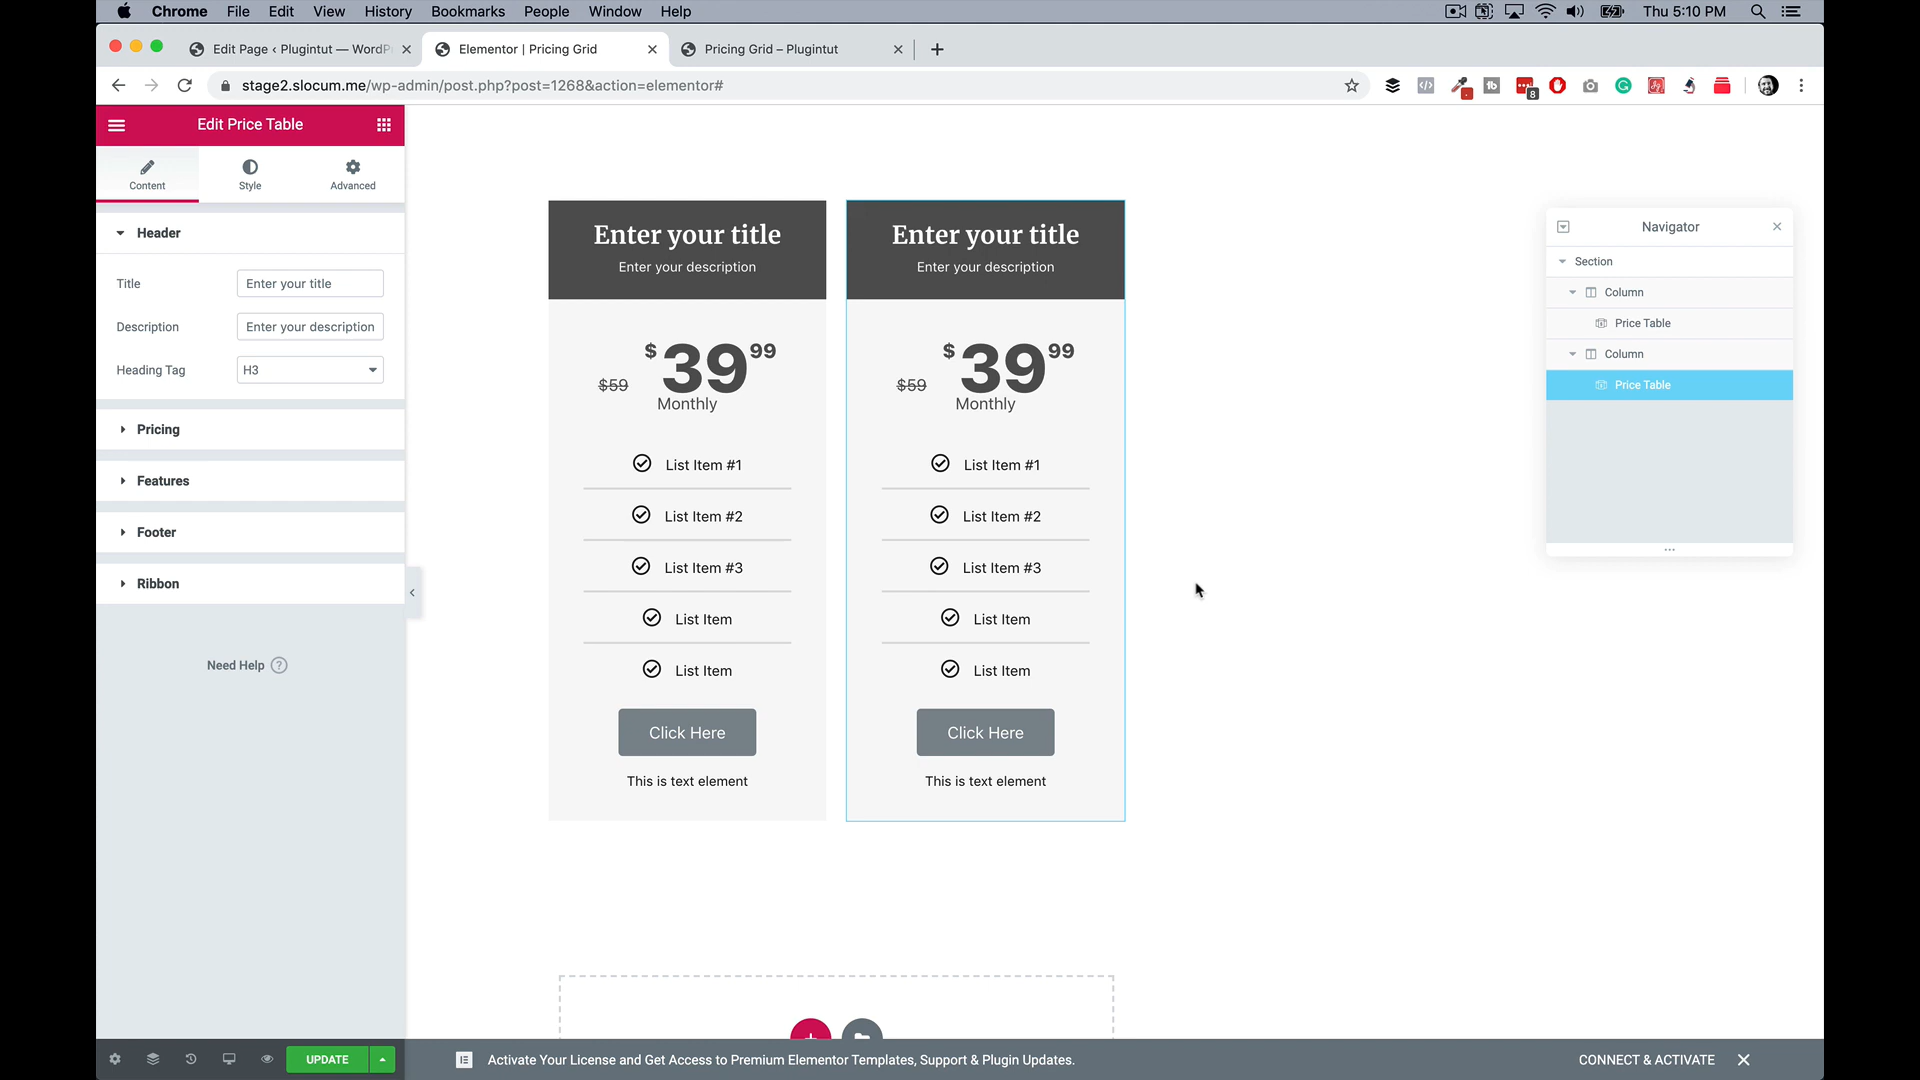 Chrome File Edit View History Bookmarks People Window Help Thu 5:10 PM
Edit Page ‹ Plugintut — WordP Elementor | Pricing Grid Pricing Grid – Plugintut
stage2.slocum.me/wp-admin/post.php?post=1268&action=elementor#
8
Edit Price Table
Content Style Advanced
Header
Title Enter your title
Description Enter your description
Heading Tag H3
Pricing
Features
Footer
Ribbon
Need Help ?
UPDATE
Enter your title
Enter your description
$59 $39 99
Monthly
List Item #1
List Item #2
List Item #3
List Item
List Item
Click Here
This is text element
Enter your title
Enter your description
$59 $39 99
Monthly
List Item #1
List Item #2
List Item #3
List Item
List Item
Click Here
This is text element
Navigator
Section
Column
Price Table
Column
Price Table
Activate Your License and Get Access to Premium Elementor Templates, Support & Plugin Updates. CONNECT & ACTIVATE